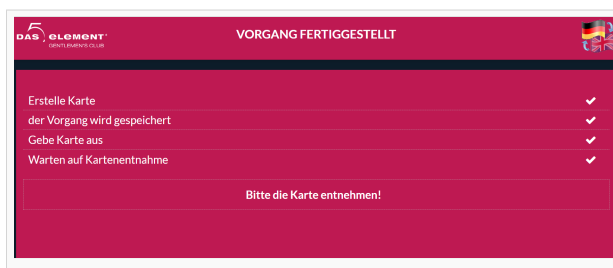 DAS 5. ELEMENT
GENTLEMEN'S CLUB
VORGANG FERTIGGESTELLT
Erstelle Karte
der Vorgang wird gespeichert
Gebe Karte aus
Warten auf Kartenentnahme
Bitte die Karte entnehmen!